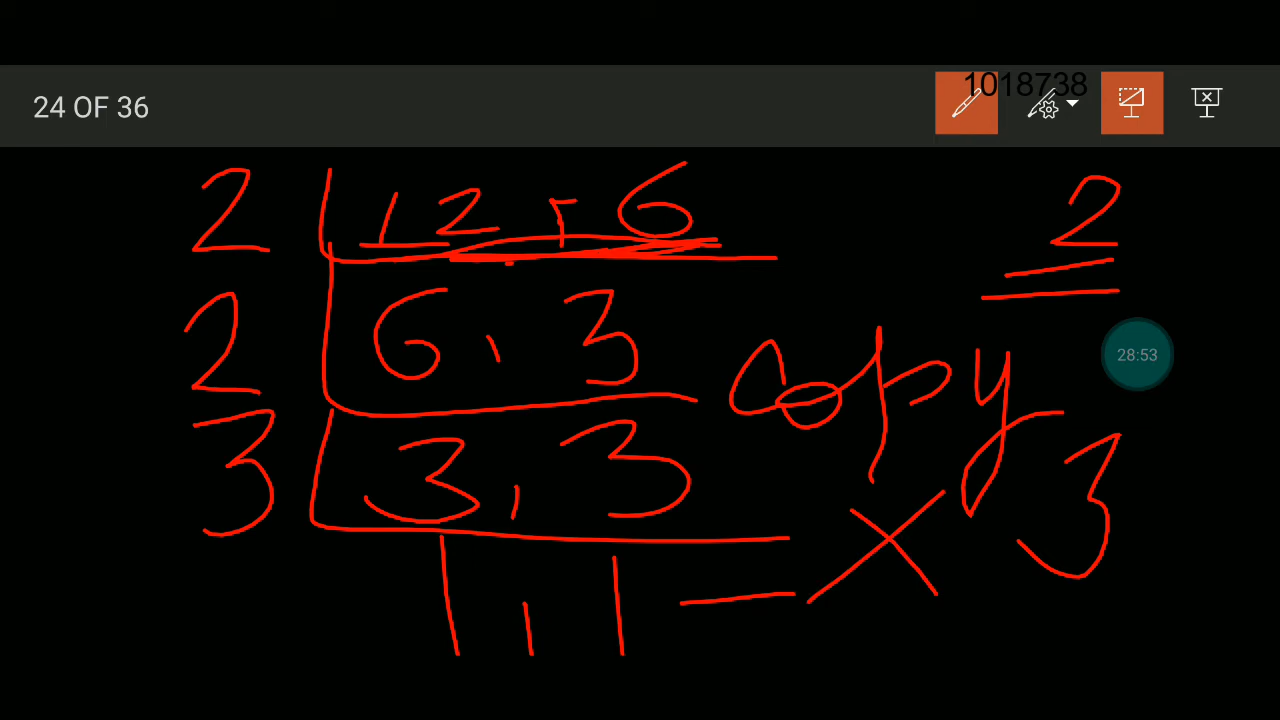 1018738
24 OF 36
2 12, 6 2
28:53
2 6, 3
copy
3 3, 3 3
1, 1 — X